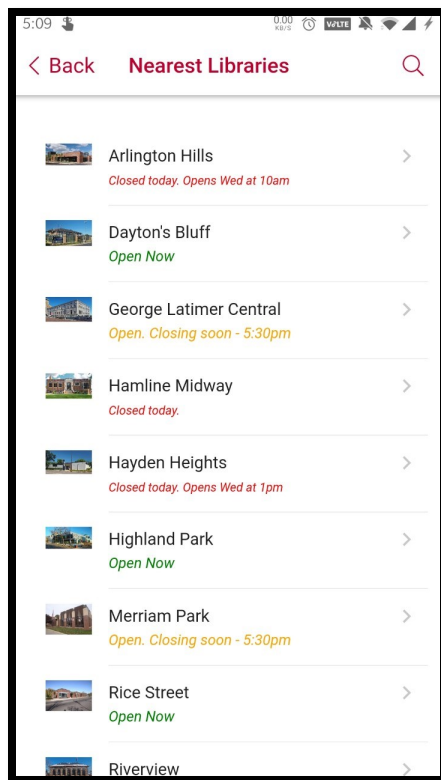 5:09 0.00 KB/S VoLTE
Back Nearest Libraries
Arlington Hills
Closed today. Opens Wed at 10am
Dayton's Bluff
Open Now
George Latimer Central
Open. Closing soon - 5:30pm
Hamline Midway
Closed today.
Hayden Heights
Closed today. Opens Wed at 1pm
Highland Park
Open Now
Merriam Park
Open. Closing soon - 5:30pm
Rice Street
Open Now
Riverview